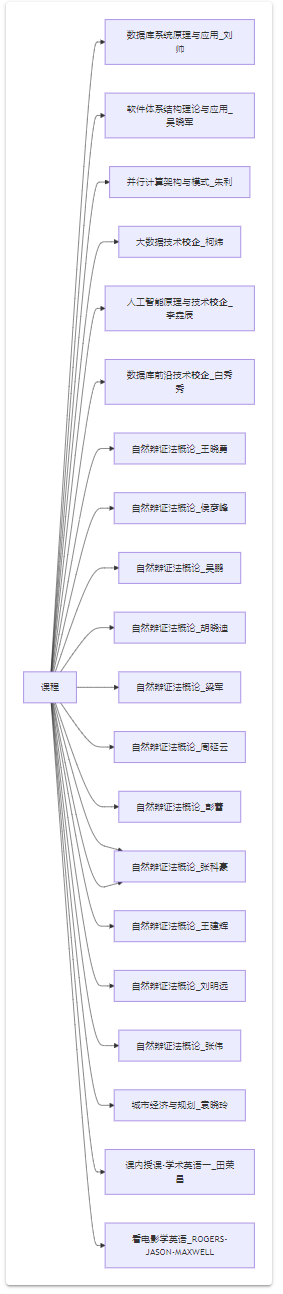 数据库系统原理与应用_刘
帅
软件体系结构理论与应用_
吴晓军
并行计算架构与模式_朱利
大数据技术校企_柯炜
人工智能原理与技术校企_
李垚辰
数据库前沿技术校企_白秀
秀
自然辩证法概论_王晓勇
自然辩证法概论_侯彦峰
自然辩证法概论_吴鹏
自然辩证法概论_胡晓迪
课程
自然辩证法概论_梁军
自然辩证法概论_周延云
自然辩证法概论_彭蕾
自然辩证法概论_张科豪
自然辩证法概论_王建辉
自然辩证法概论_刘明远
自然辩证法概论_张伟
城市经济与规划_袁晓玲
课内授课-学术英语一_田荣
昌
看电影学英语_ROGERS-
JASON-MAXWELL